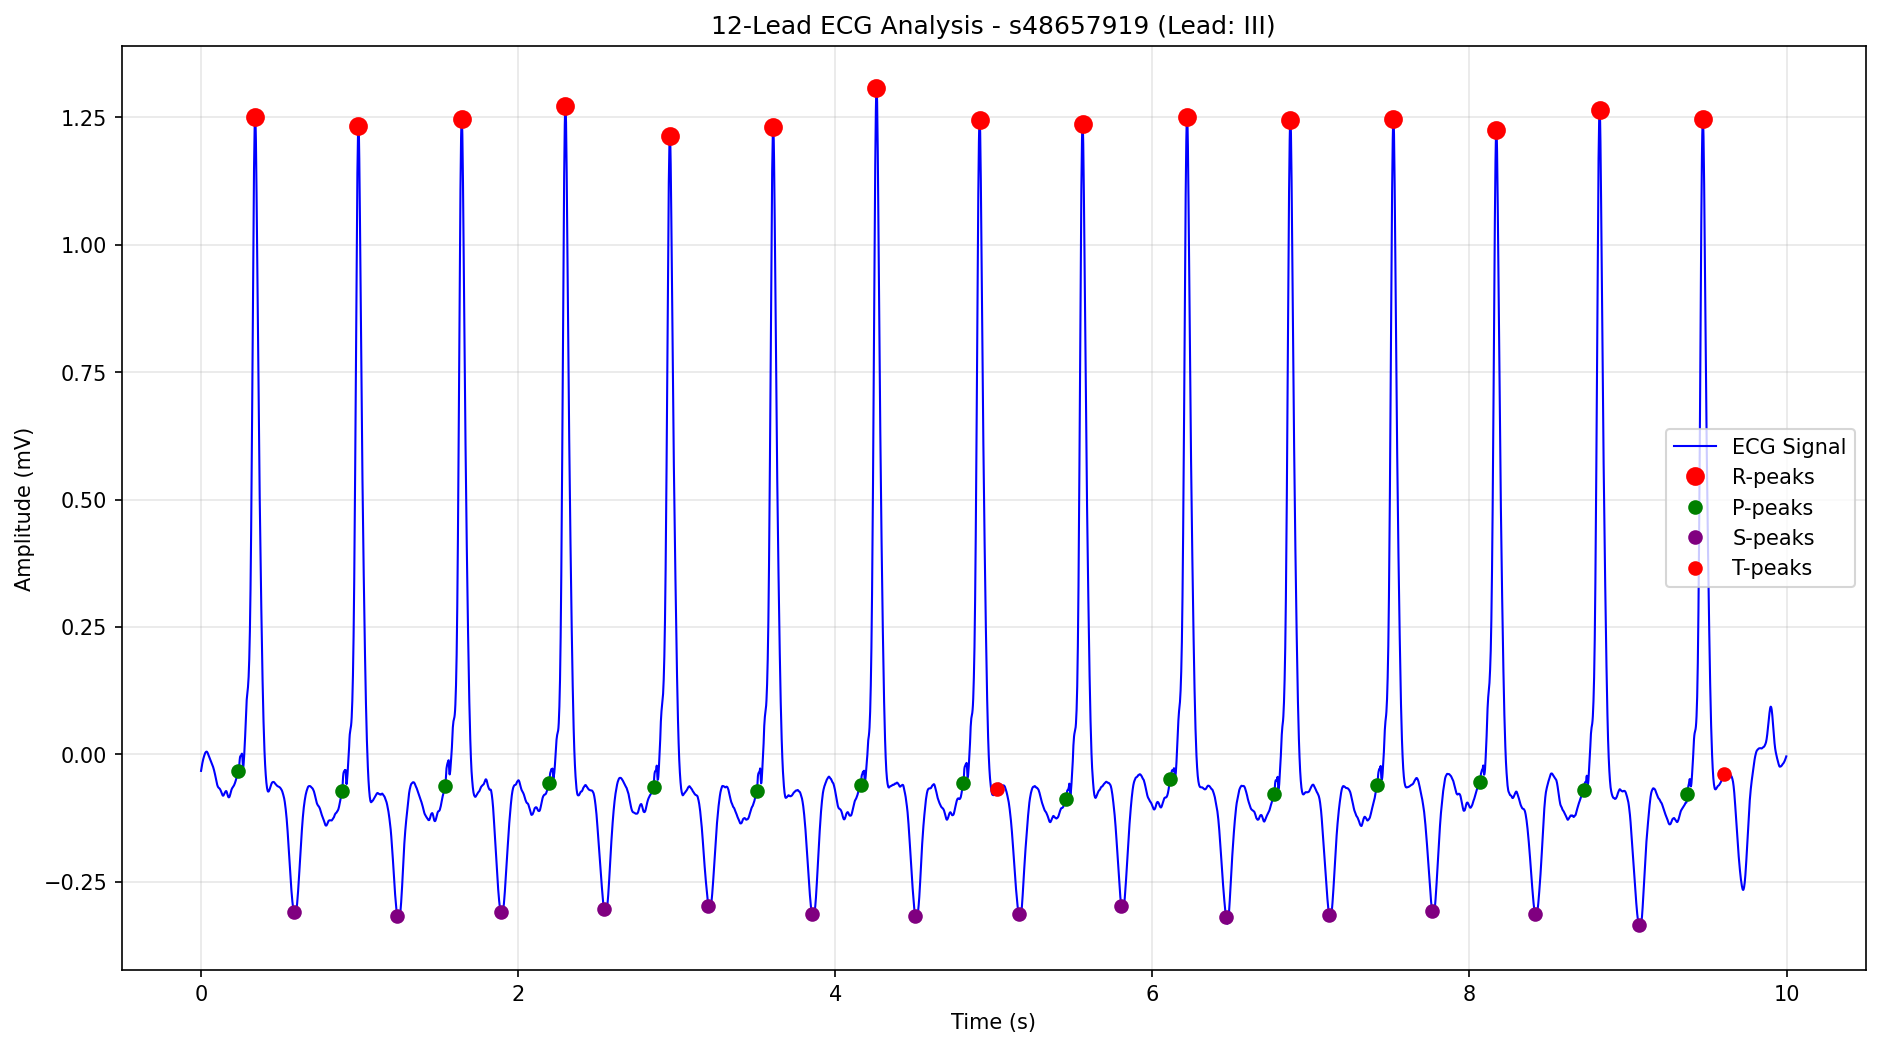 12-Lead ECG Analysis - s48657919 (Lead: III)
1.25
1.00
0.75
0.50
0.25
0.00
−0.25
Amplitude (mV)
ECG Signal
R-peaks
P-peaks
S-peaks
T-peaks
0 2 4 6 8 10
Time (s)